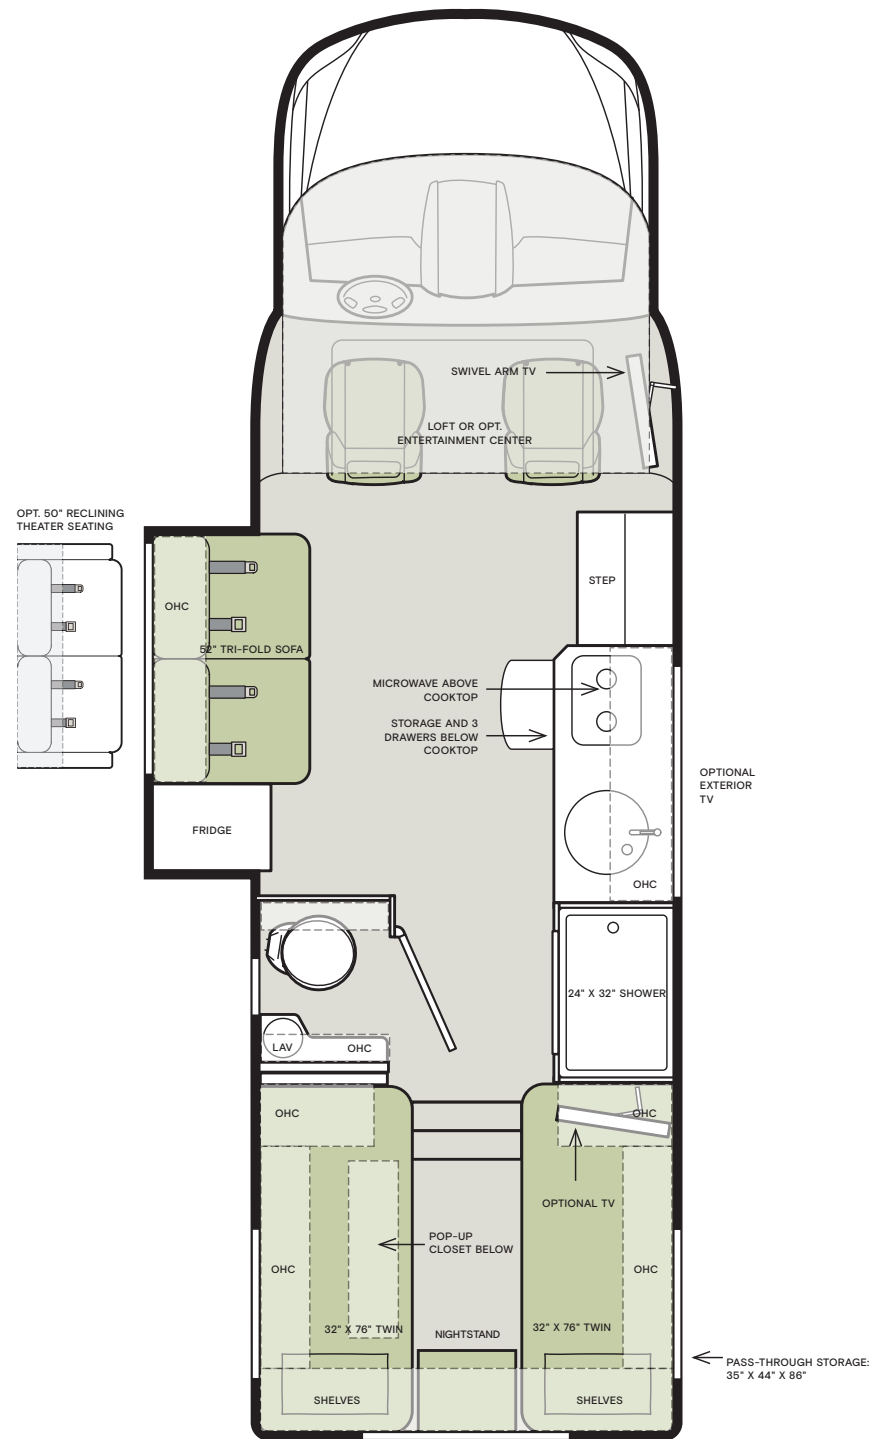 SWIVEL ARM TV
LOFT OR OPT.
ENTERTAINMENT CENTER
OPT. 50" RECLINING
THEATER SEATING
STEP
OHC
52" TRI-FOLD SOFA
MICROWAVE ABOVE
COOKTOP
STORAGE AND 3
DRAWERS BELOW
COOKTOP
OPTIONAL
EXTERIOR
TV
FRIDGE
OHC
24" X 32" SHOWER
LAV
OHC
OHC
OHC
OPTIONAL TV
POP-UP
CLOSET BELOW
OHC
OHC
32" X 76" TWIN
NIGHTSTAND
32" X 76" TWIN
PASS-THROUGH STORAGE:
35" X 44" X 86"
SHELVES
SHELVES